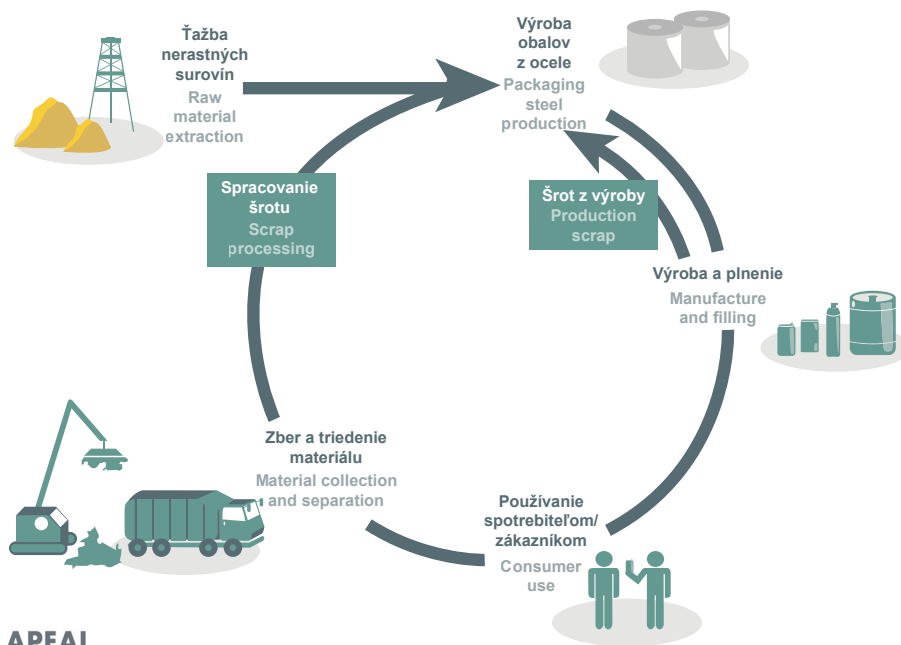 Ťažba
nerastných
surovín
Raw
material
extraction
Výroba
obalov
z ocele
Packaging
steel
production
Spracovanie
šrotu
Scrap
processing
Šrot z výroby
Production
scrap
Výroba a plnenie
Manufacture
and filling
Zber a triedenie
materiálu
Material collection
and separation
Používanie
spotrebiteľom/
zákazníkom
Consumer
use
APEAL